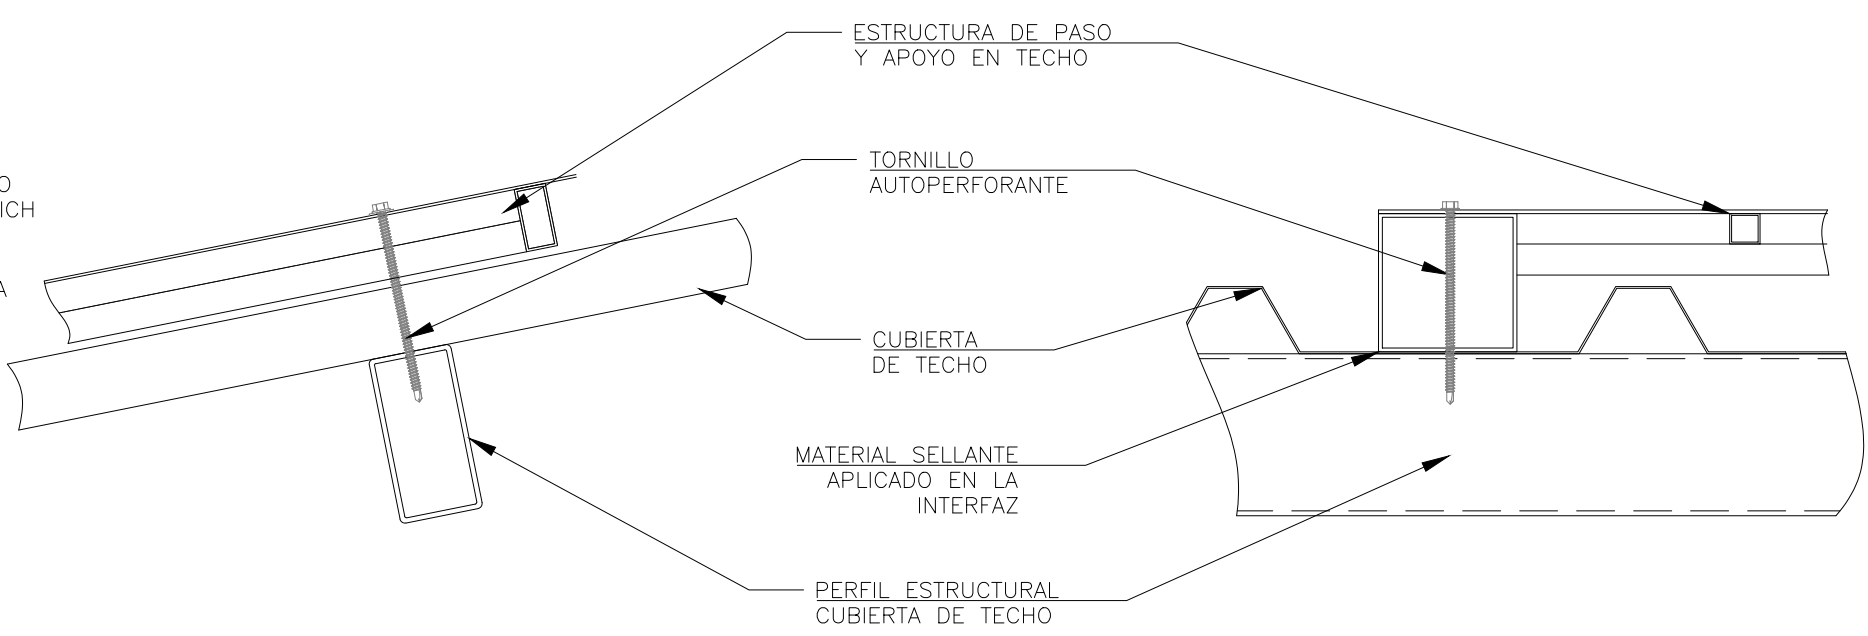 ESTRUCTURA DE PASO
Y APOYO EN TECHO
TORNILLO
AUTOPERFORANTE
CUBIERTA
DE TECHO
MATERIAL SELLANTE
APLICADO EN LA
INTERFAZ
PERFIL ESTRUCTURAL
CUBIERTA DE TECHO